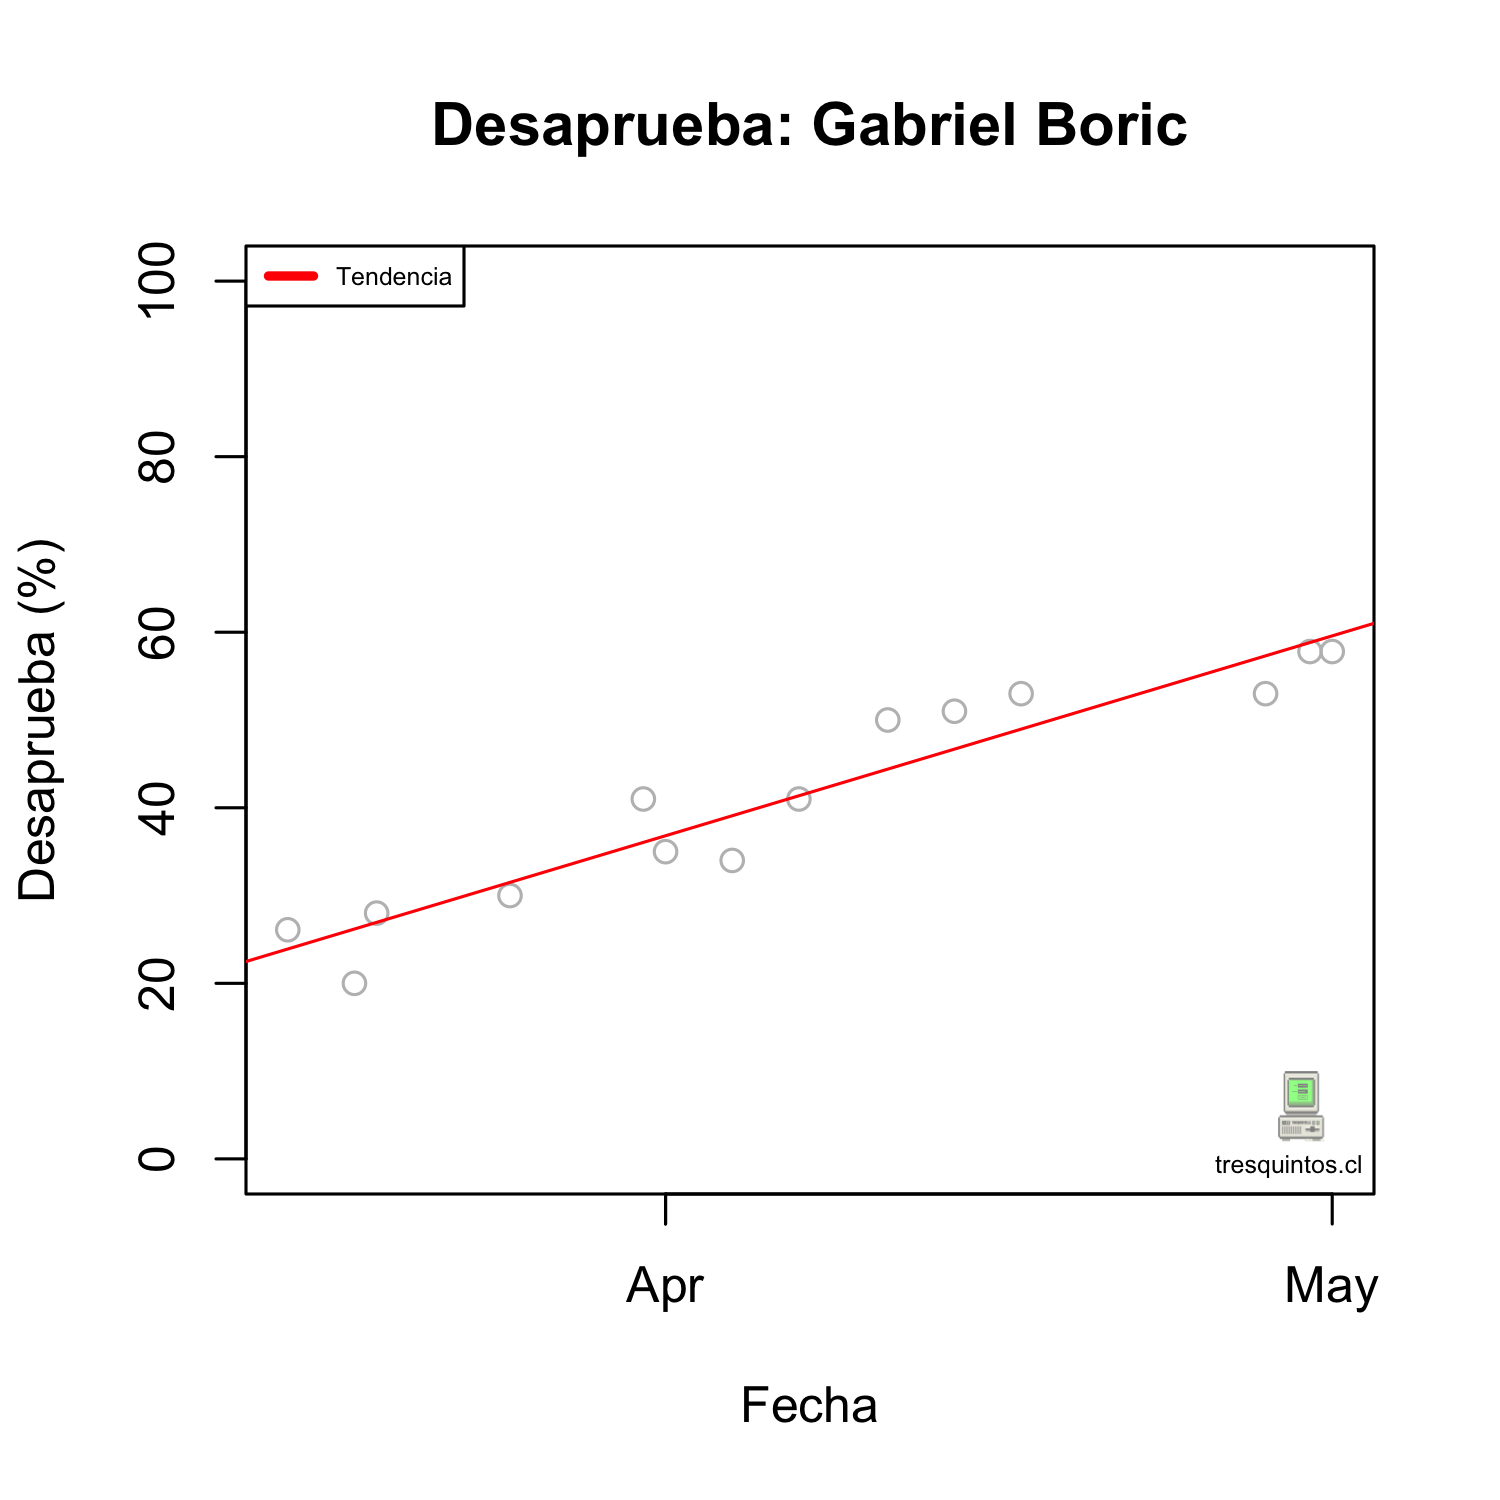 Desaprueba: Gabriel Boric
Tendencia
Desaprueba (%)
100
80
60
40
20
0
tresquintos.cl
Apr May
Fecha